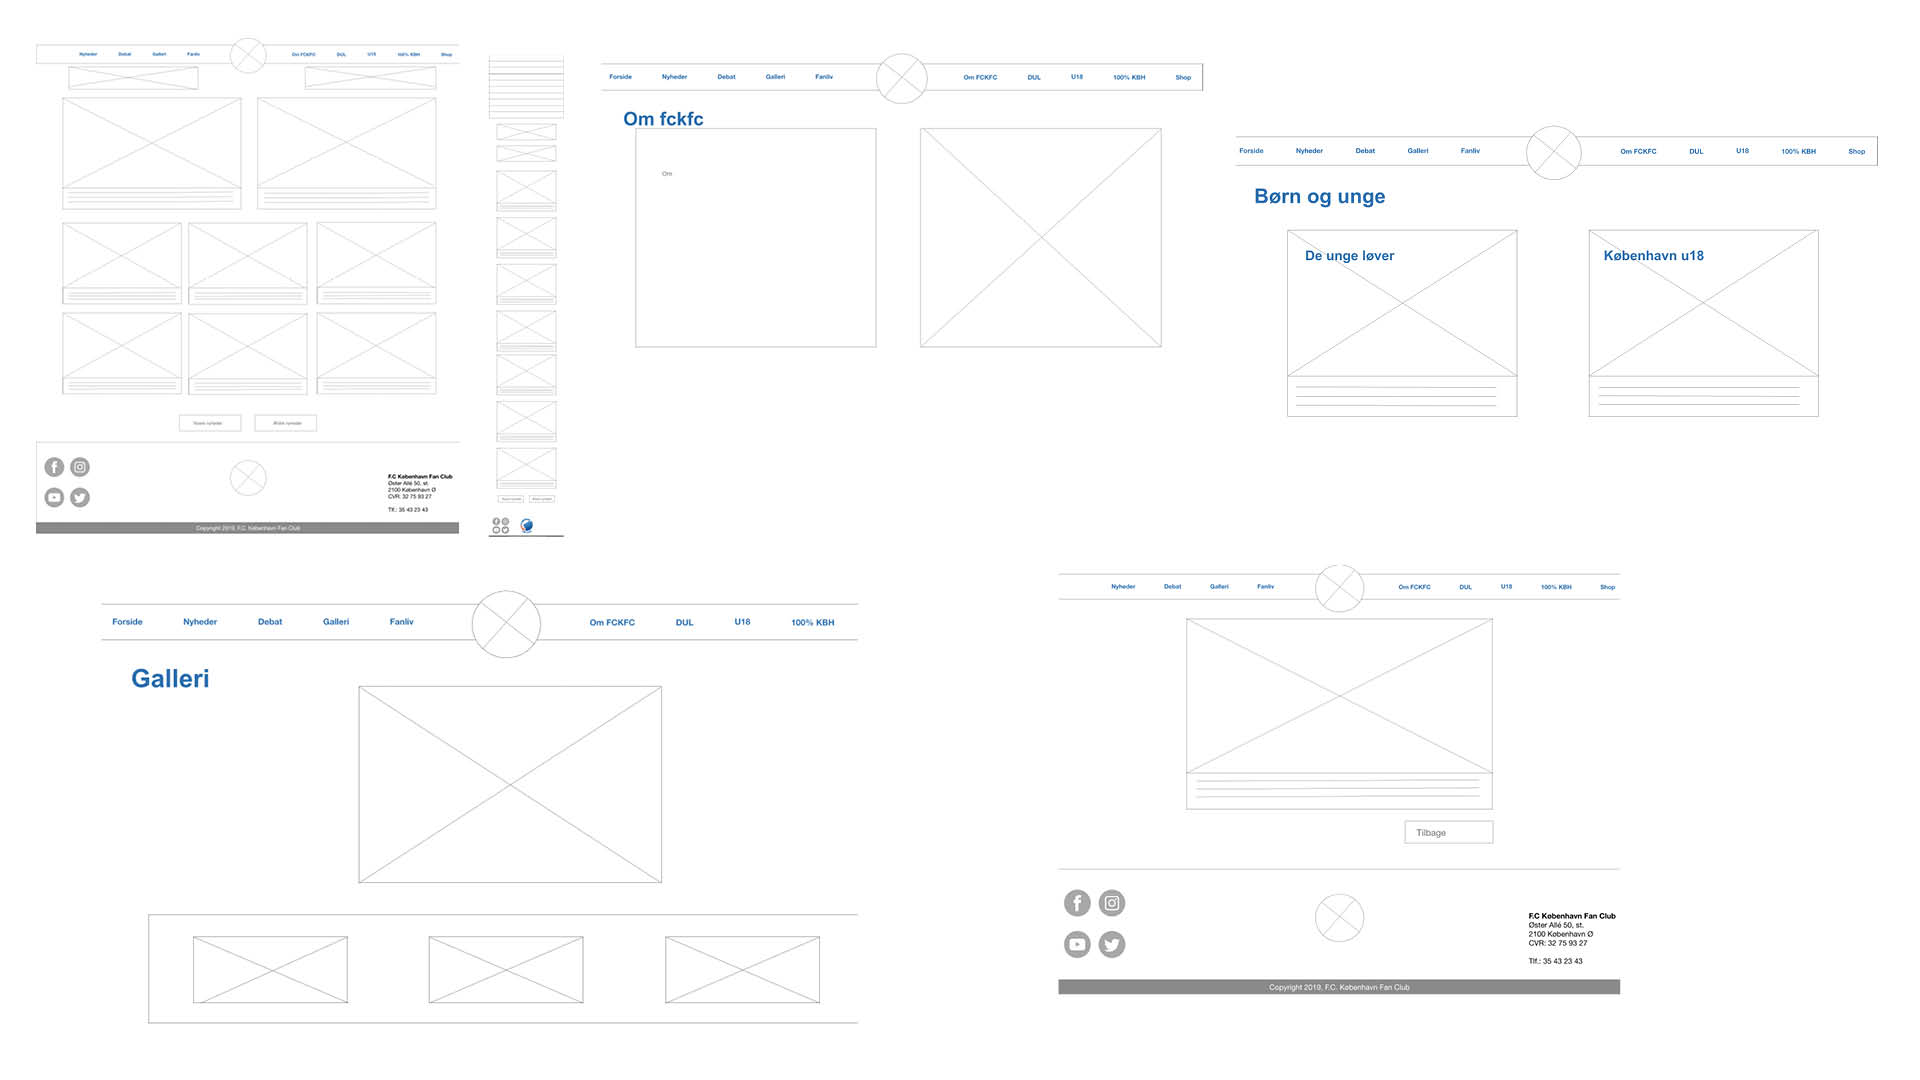 Nyheder Debat Galleri Fanliv Om FCKFC DUL U18 100% KBH Shop
Nyere nyheder Ældre nyheder
F.C København Fan Club
Øster Allé 50, st.
2100 København Ø
CVR: 32 75 93 27
Tlf.: 35 43 23 43
Copyright 2019, F.C. København Fan Club
Forside Nyheder Debat Galleri Fanliv Om FCKFC DUL U18 100% KBH Shop
Om fckfc
Om
Forside Nyheder Debat Galleri Fanliv Om FCKFC DUL U18 100% KBH Shop
Børn og unge
De unge løver København u18
Forside Nyheder Debat Galleri Fanliv Om FCKFC DUL U18 100% KBH
Galleri
Nyheder Debat Galleri Fanliv Om FCKFC DUL U18 100% KBH Shop
Tilbage
F.C København Fan Club
Øster Allé 50, st.
2100 København Ø
CVR: 32 75 93 27
Tlf.: 35 43 23 43
Copyright 2019, F.C. København Fan Club